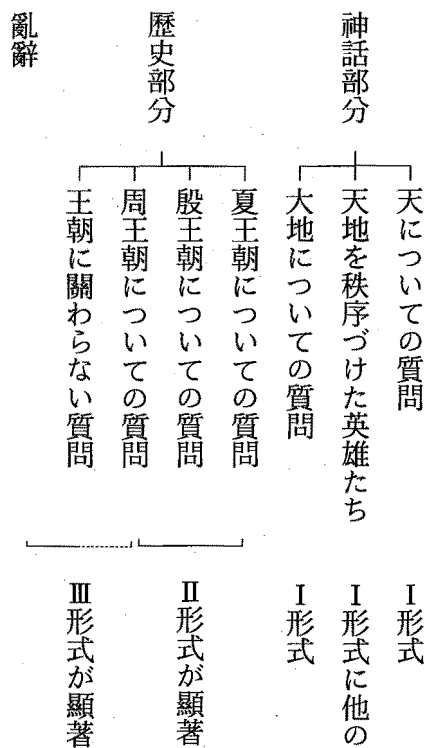 神話部分
天についての質問 Ⅰ形式
天地を秩序づけた英雄たち Ⅰ形式に他の
大地についての質問 Ⅰ形式
歷史部分
夏王朝についての質問
殷王朝についての質問 Ⅱ形式が顯著
周王朝についての質問
王朝に關わらない質問 Ⅲ形式が顯著
亂辭